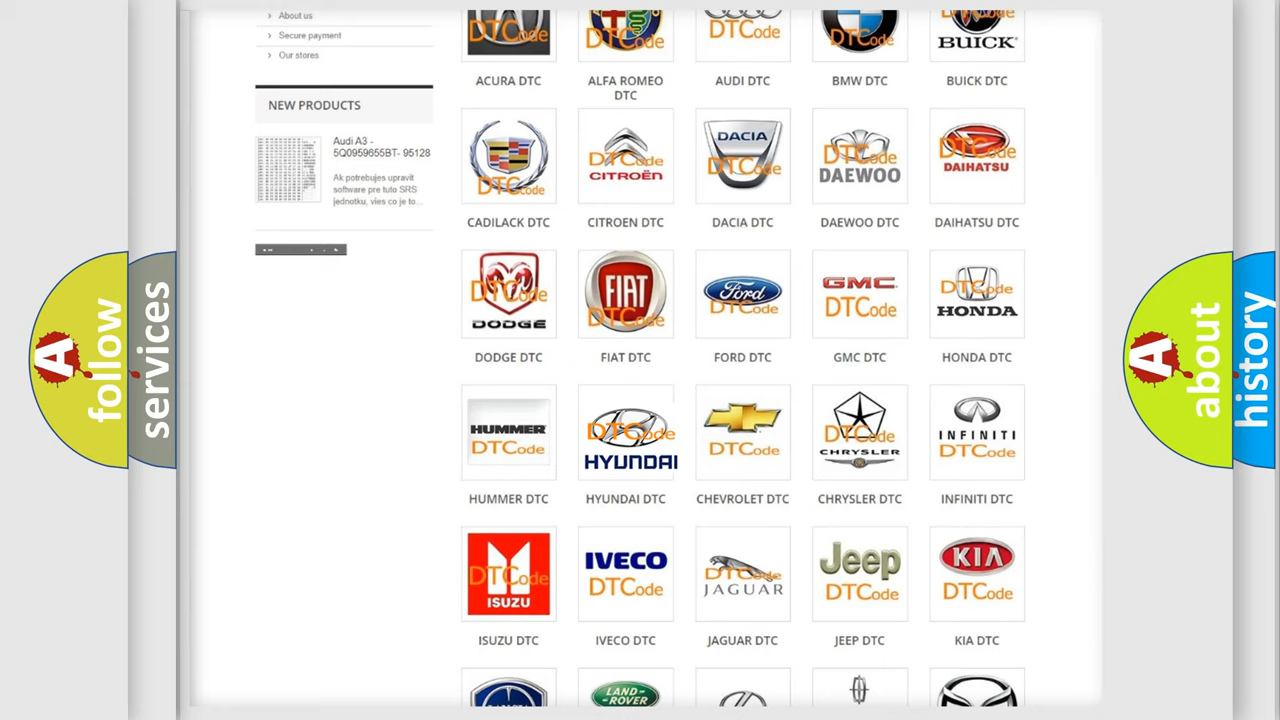 About us
Secure payment
Our stores
NEW PRODUCTS
Audi A3 -
5Q0959655BT- 95128
Ak potrebujes upravit
software pre tuto SRS
jednotku, vies co je to...
DTCode
DTCode
DTCode
DTCode
BUICK
ACURA DTC
ALFA ROMEO
DTC
AUDI DTC
BMW DTC
BUICK DTC
DTCode
DTCode
CITROËN
DACIA
DTCode
DTCode
DAEWOO
DTCode
DAIHATSU
CADILACK DTC
CITROEN DTC
DACIA DTC
DAEWOO DTC
DAIHATSU DTC
DTCode
DODGE
FIAT
DTCode
Ford
DTCode
GMC
DTCode
DTCode
HONDA
DODGE DTC
FIAT DTC
FORD DTC
GMC DTC
HONDA DTC
HUMMER
DTCode
DTCode
HYUNDAI
DTCode
DTCode
CHRYSLER
INFINITI
DTCode
HUMMER DTC
HYUNDAI DTC
CHEVROLET DTC
CHRYSLER DTC
INFINITI DTC
DTCode
ISUZU
IVECO
DTCode
DTCode
JAGUAR
Jeep
DTCode
KIA
DTCode
ISUZU DTC
IVECO DTC
JAGUAR DTC
JEEP DTC
KIA DTC
LAND-
ROVER
A
follow
services
A
about
history